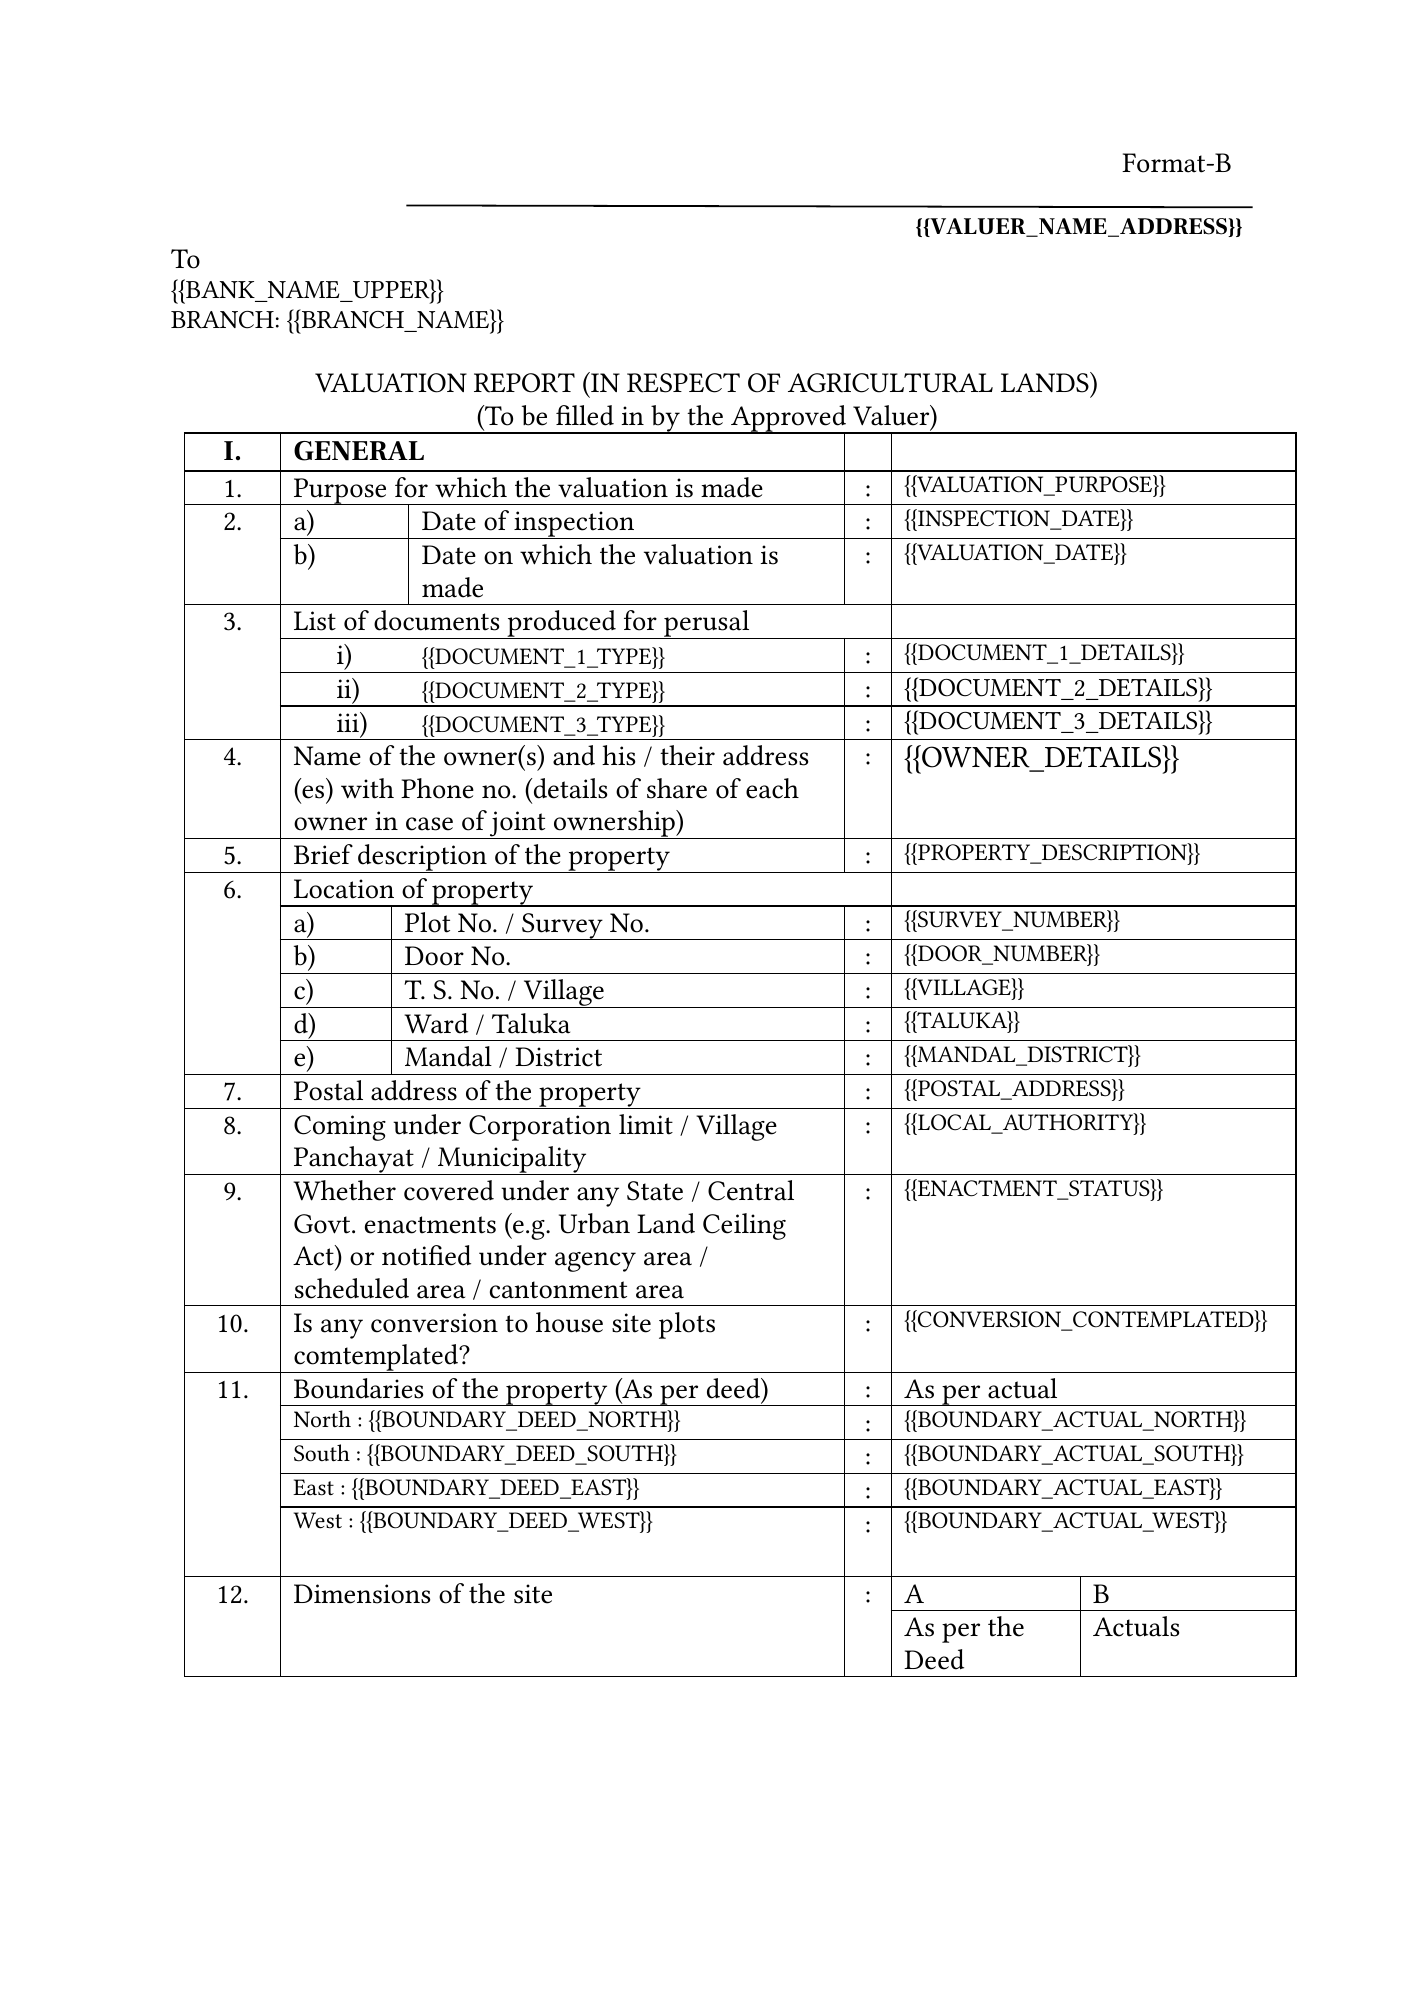 Format-B
{{VALUER_NAME_ADDRESS}}
To
{{BANK_NAME_UPPER}}
BRANCH: {{BRANCH_NAME}}
VALUATION REPORT (IN RESPECT OF AGRICULTURAL LANDS)
(To be filled in by the Approved Valuer)
I. GENERAL
1. Purpose for which the valuation is made : {{VALUATION_PURPOSE}}
2. a) Date of inspection : {{INSPECTION_DATE}}
b) Date on which the valuation is : {{VALUATION_DATE}}
made
3. List of documents produced for perusal
i) {{DOCUMENT_1_TYPE}} : {{DOCUMENT_1_DETAILS}}
ii) {{DOCUMENT_2_TYPE}} : {{DOCUMENT_2_DETAILS}}
iii) {{DOCUMENT_3_TYPE}} : {{DOCUMENT_3_DETAILS}}
4. Name of the owner(s) and his / their address : {{OWNER_DETAILS}}
(es) with Phone no. (details of share of each
owner in case of joint ownership)
5. Brief description of the property : {{PROPERTY_DESCRIPTION}}
6. Location of property
a) Plot No. / Survey No. : {{SURVEY_NUMBER}}
b) Door No. : {{DOOR_NUMBER}}
c) T. S. No. / Village : {{VILLAGE}}
d) Ward / Taluka : {{TALUKA}}
e) Mandal / District : {{MANDAL_DISTRICT}}
7. Postal address of the property : {{POSTAL_ADDRESS}}
8. Coming under Corporation limit / Village : {{LOCAL_AUTHORITY}}
Panchayat / Municipality
9. Whether covered under any State / Central : {{ENACTMENT_STATUS}}
Govt. enactments (e.g. Urban Land Ceiling
Act) or notified under agency area /
scheduled area / cantonment area
10. Is any conversion to house site plots : {{CONVERSION_CONTEMPLATED}}
comtemplated?
11. Boundaries of the property (As per deed) : As per actual
North : {{BOUNDARY_DEED_NORTH}} : {{BOUNDARY_ACTUAL_NORTH}}
South : {{BOUNDARY_DEED_SOUTH}} : {{BOUNDARY_ACTUAL_SOUTH}}
East : {{BOUNDARY_DEED_EAST}} : {{BOUNDARY_ACTUAL_EAST}}
West : {{BOUNDARY_DEED_WEST}} : {{BOUNDARY_ACTUAL_WEST}}
12. Dimensions of the site : A B
As per the Actuals
Deed